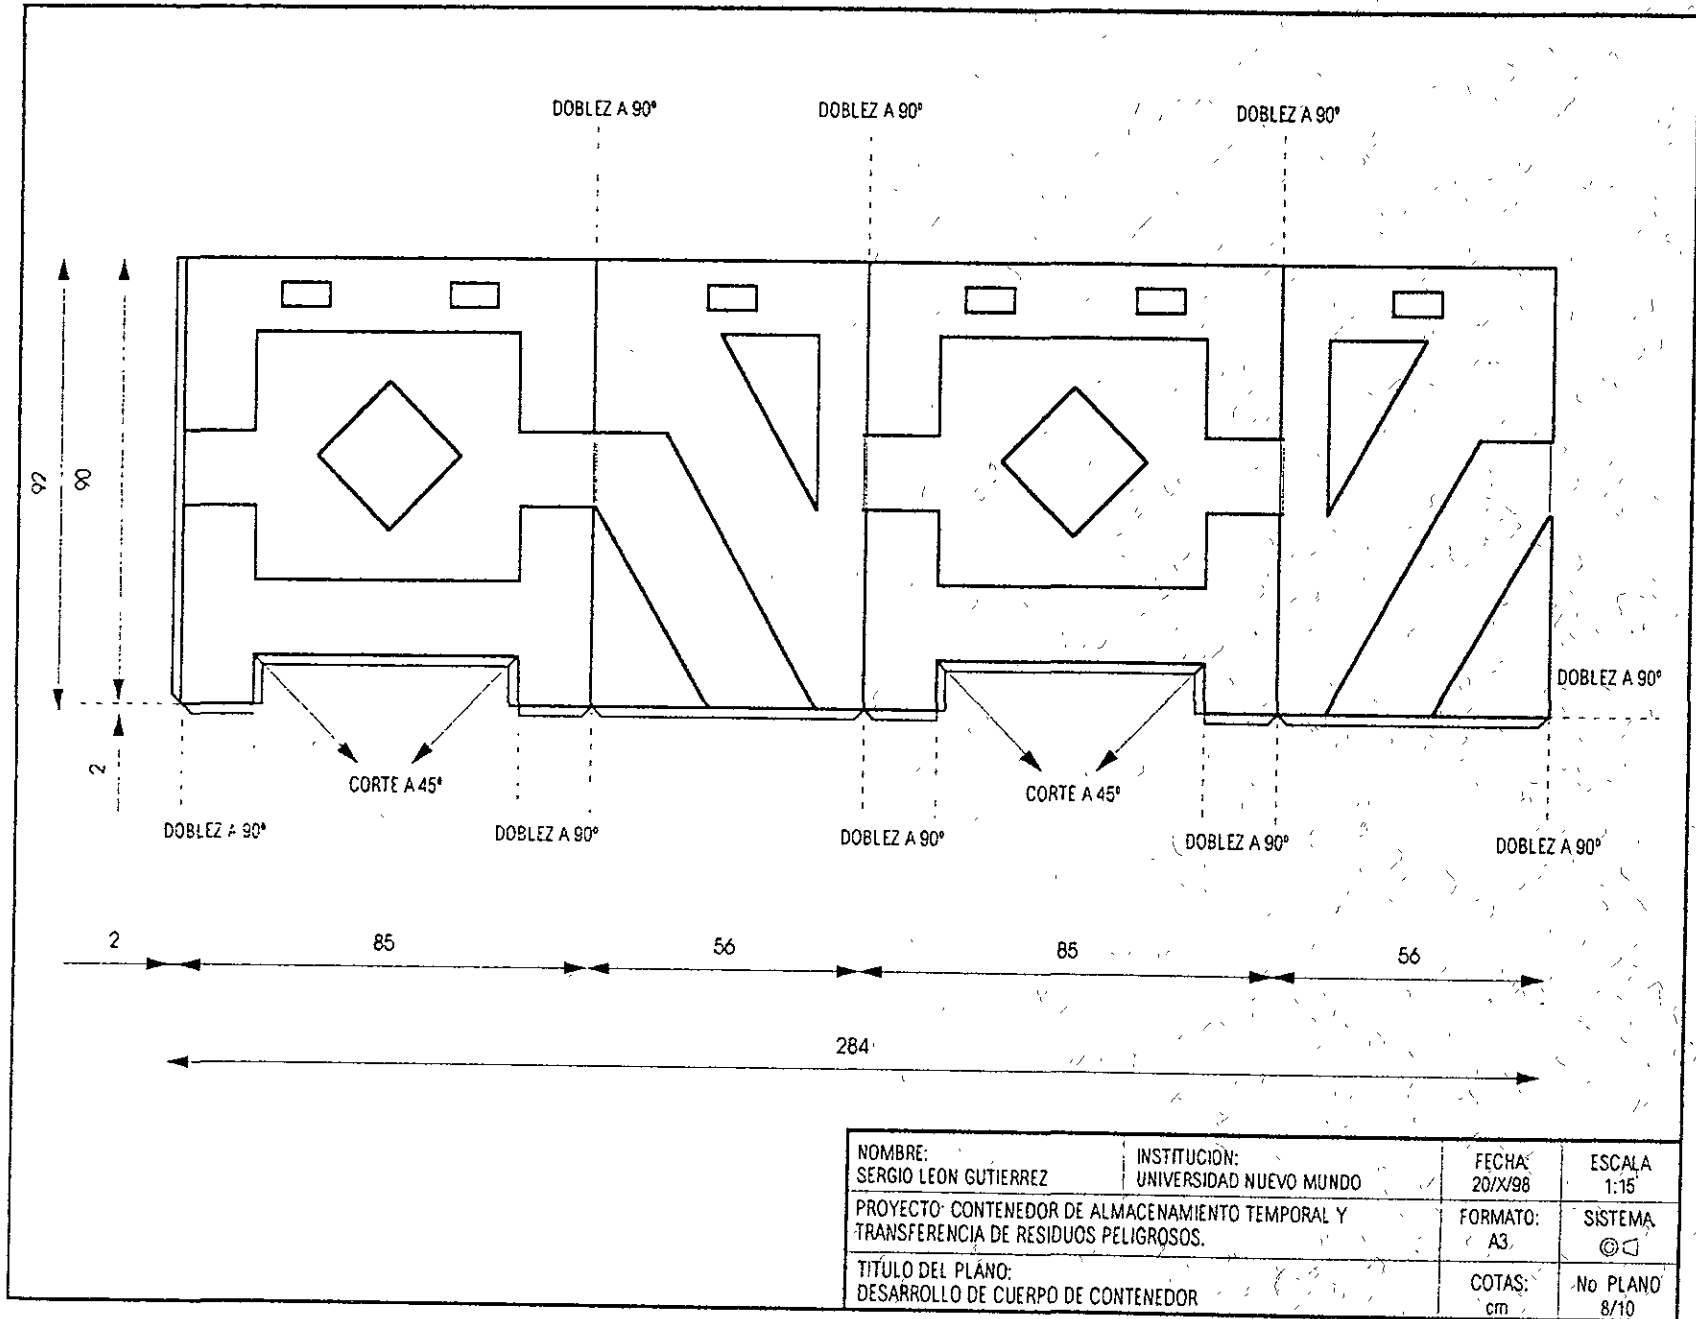 DOBLEZ A 90°
DOBLEZ A 90°
DOBLEZ A 90°
92
90
2
DOBLEZ A 90°
CORTE A 45°
CORTE A 45°
DOBLEZ A 90°
DOBLEZ A 90°
DOBLEZ A 90°
DOBLEZ A 90°
DOBLEZ A 90°
2
85
56
85
56
284
NOMBRE:
SERGIO LEON GUTIERREZ
INSTITUCIÓN:
UNIVERSIDAD NUEVO MUNDO
FECHA
20/X/98
ESCALA
1:15
PROYECTO: CONTENEDOR DE ALMACENAMIENTO TEMPORAL Y
TRANSFERENCIA DE RESIDUOS PELIGROSOS.
FORMATO:
A3
SISTEMA
TITULO DEL PLANO:
DESARROLLO DE CUERPO DE CONTENEDOR
COTAS:
cm
No PLANO
8/10